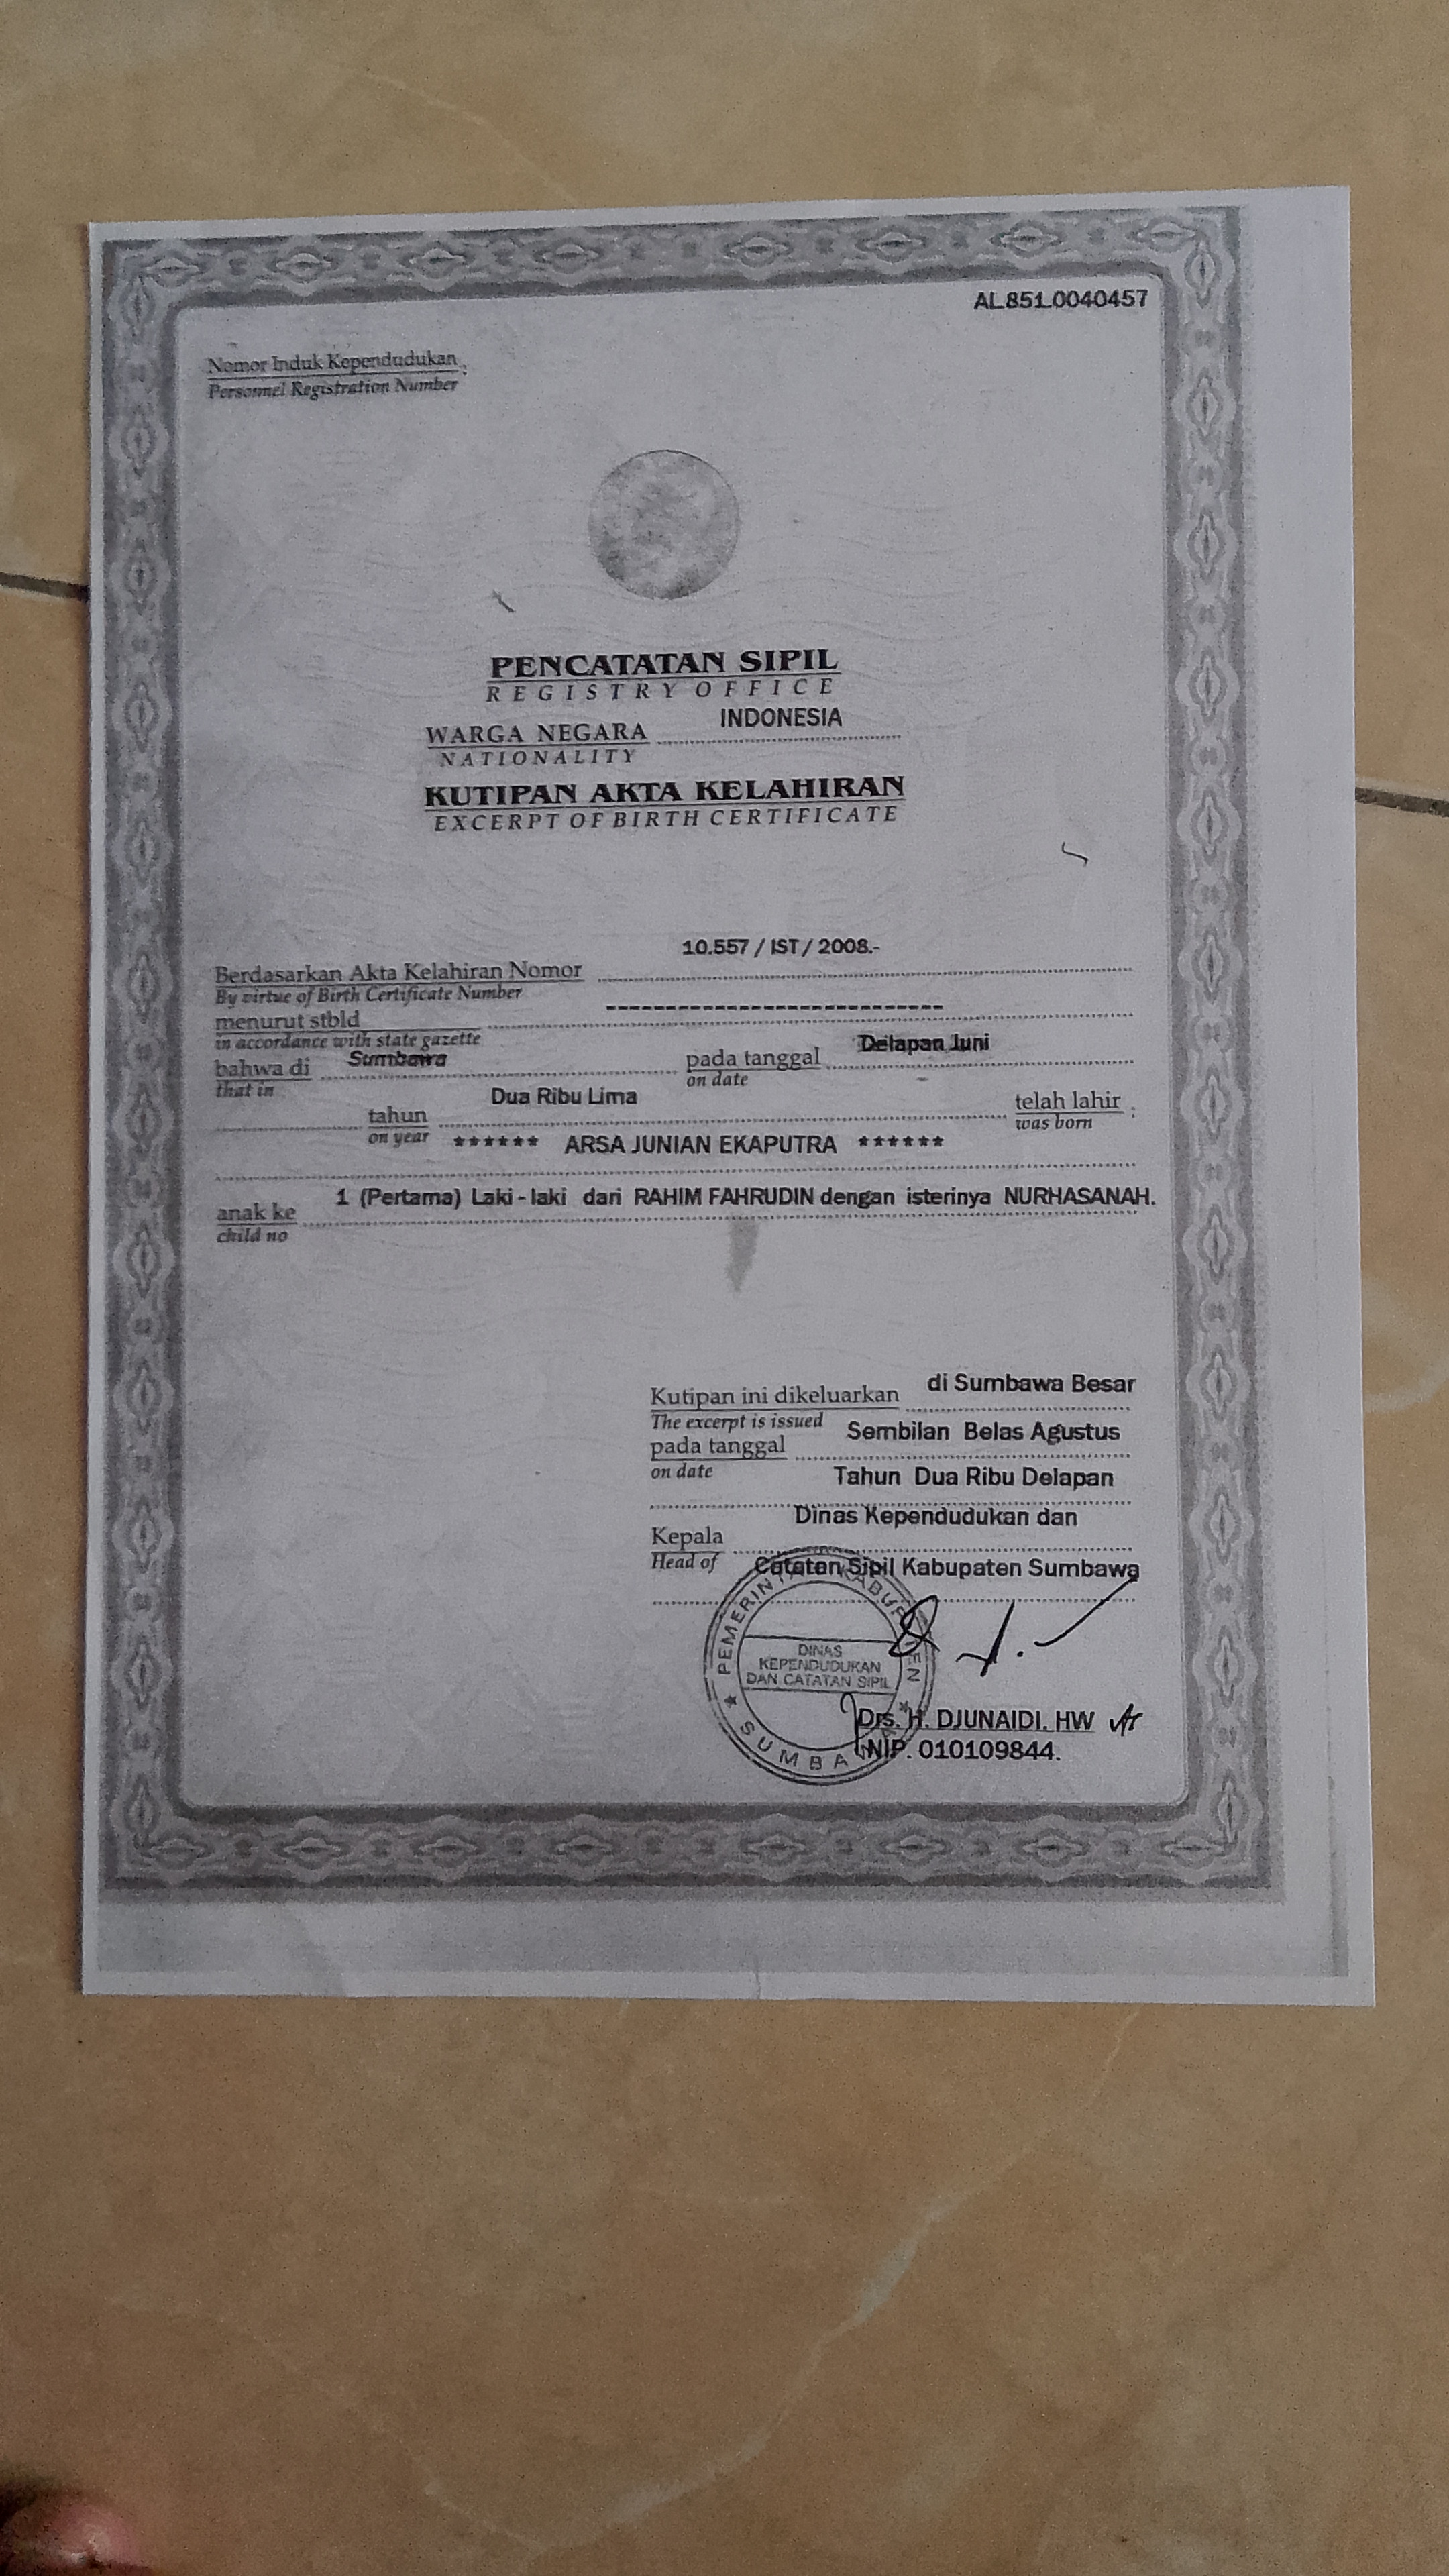 AL.851.0040457
Nomor Induk Kependudukan :
Personnel Registration Number
PENCATATAN SIPIL
REGISTRY OFFICE
WARGA NEGARA INDONESIA
NATIONALITY
KUTIPAN AKTA KELAHIRAN
EXCERPT OF BIRTH CERTIFICATE
Berdasarkan Akta Kelahiran Nomor 10.557 / IST / 2008.-
By virtue of Birth Certificate Number
menurut stbld ----------------------------
in accordance with state gazette
bahwa di Sumbawa pada tanggal Delapan Juni
that in on date
tahun Dua Ribu Lima telah lahir :
on year was born
****** ARSA JUNIAN EKAPUTRA ******
anak ke 1 (Pertama) Laki - laki dari RAHIM FAHRUDIN dengan isterinya NURHASANAH.
child no
Kutipan ini dikeluarkan di Sumbawa Besar
The excerpt is issued
pada tanggal Sembilan Belas Agustus
on date Tahun Dua Ribu Delapan
Kepala Dinas Kependudukan dan
Head of Catatan Sipil Kabupaten Sumbawa
PEMERINTAH KABUPATEN
DINAS
KEPENDUDUKAN
DAN CATATAN SIPIL
SUMBAWA
Drs. H. DJUNAIDI. HW
NIP. 010109844.